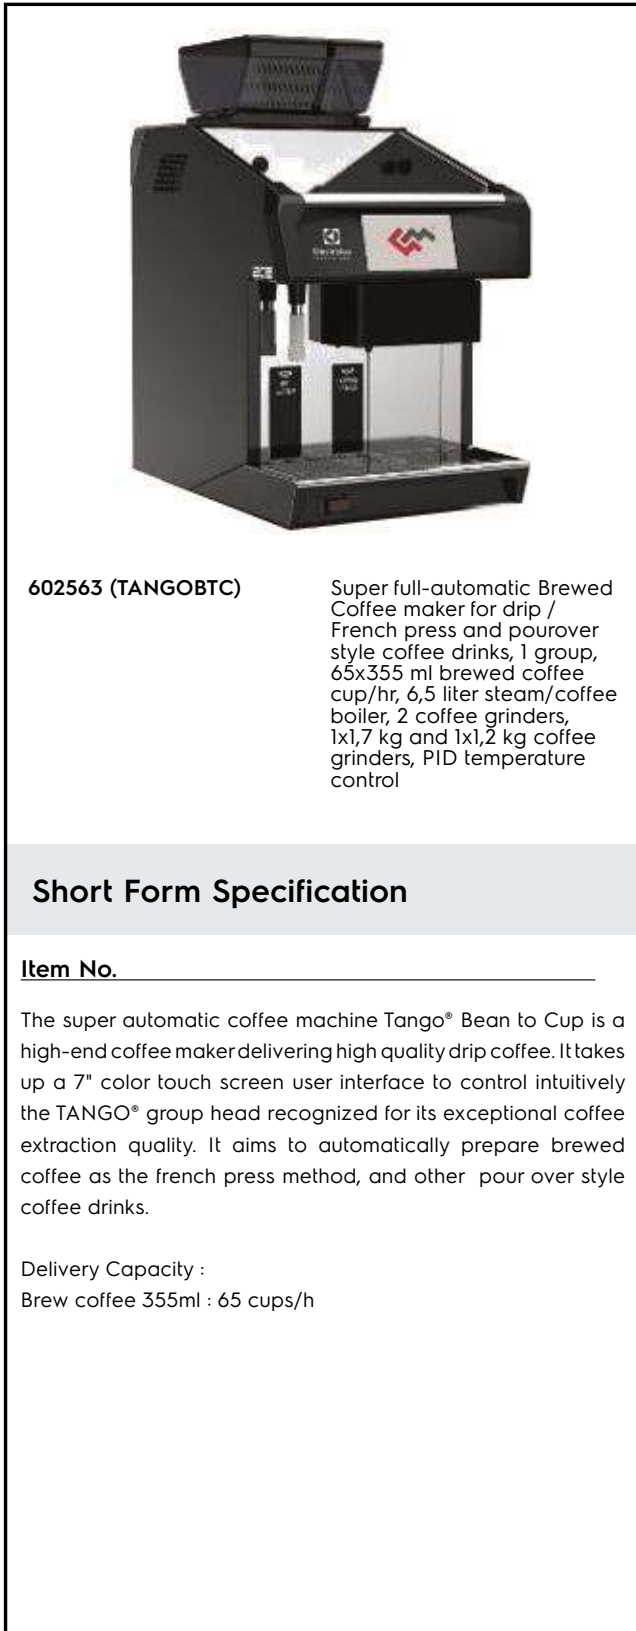 Electrolux
602563 (TANGOBTC)
Super full-automatic Brewed
Coffee maker for drip /
French press and pourover
style coffee drinks, 1 group,
65x355 ml brewed coffee
cup/hr, 6,5 liter steam/coffee
boiler, 2 coffee grinders,
1x1,7 kg and 1x1,2 kg coffee
grinders, PID temperature
control
Short Form Specification
Item No.
The super automatic coffee machine Tango® Bean to Cup is a
high-end coffee maker delivering high quality drip coffee. It takes
up a 7" color touch screen user interface to control intuitively
the TANGO® group head recognized for its exceptional coffee
extraction quality. It aims to automatically prepare brewed
coffee as the french press method, and other pour over style
coffee drinks.
Delivery Capacity :
Brew coffee 355ml : 65 cups/h